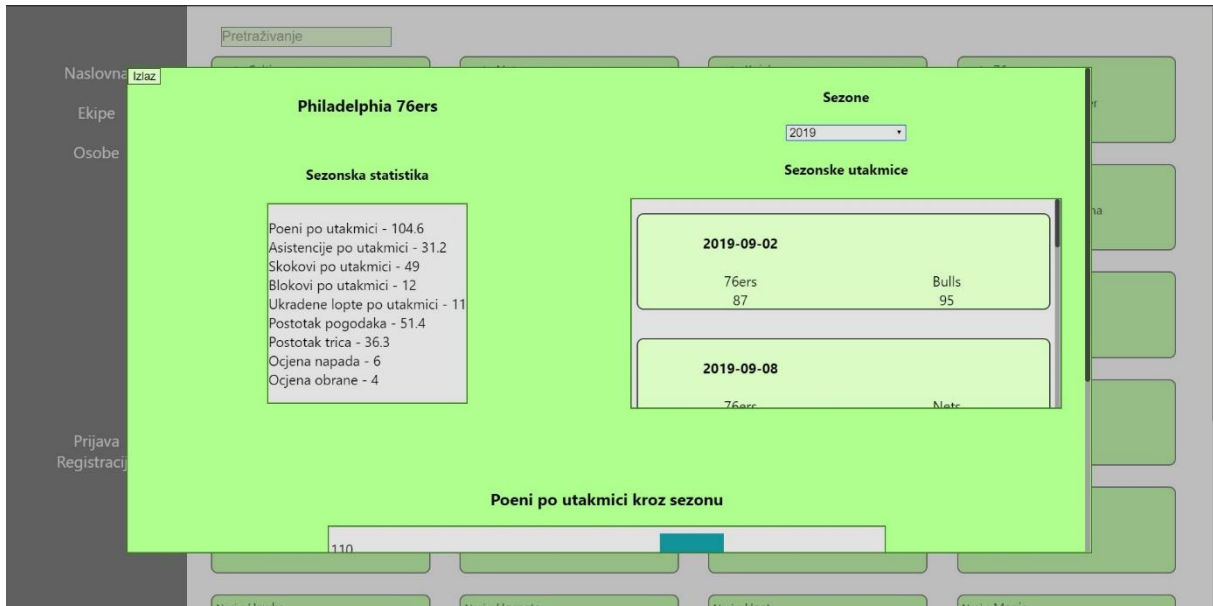 Pretraživanje
Naslovna
Ekipe
Osobe
Prijava
Izlaz
Philadelphia 76ers
Sezone
2019
Sezonska statistika
Poeni po utakmici - 104.6
Asistencije po utakmici - 31.2
Skokovi po utakmici - 49
Blokovi po utakmici - 12
Ukradene lopte po utakmici - 11
Postotak pogodaka - 51.4
Postotak trica - 36.3
Ocjena napada - 6
Ocjena obrane - 4
Sezonske utakmice
2019-09-02
76ers Bulls
87 95
2019-09-08
76ers Nets
Poeni po utakmici kroz sezonu
110